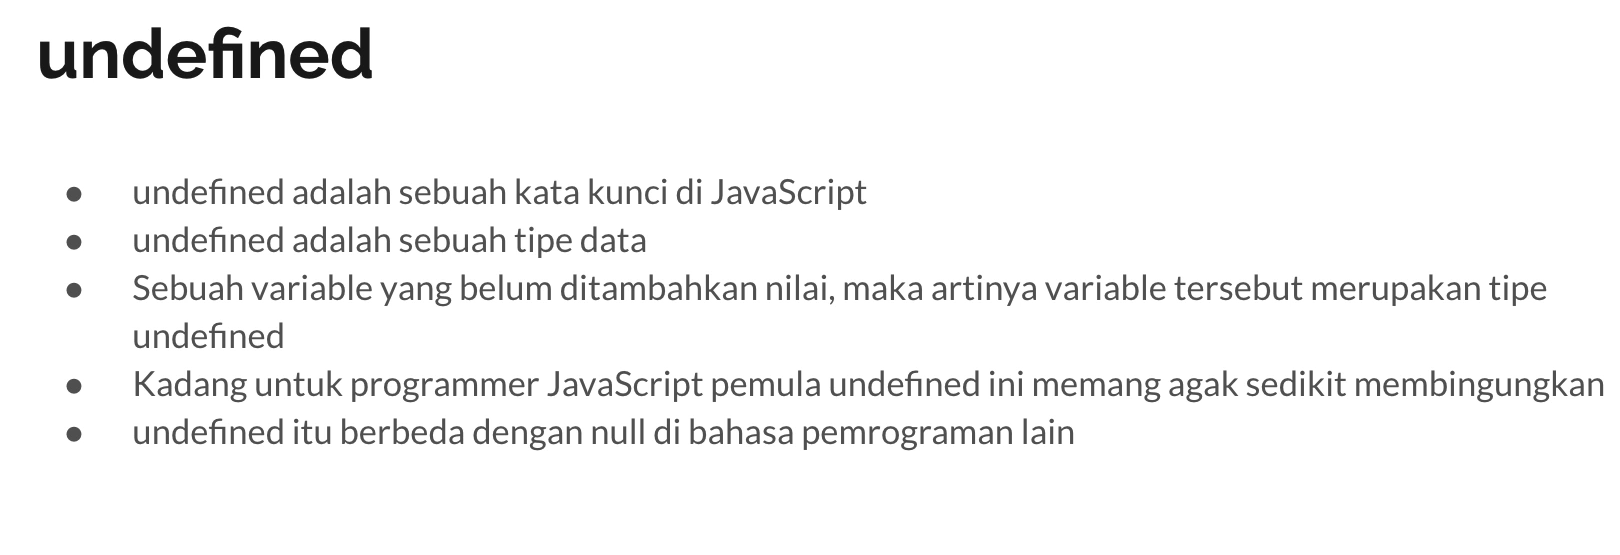 undefined
● undefined adalah sebuah kata kunci di JavaScript
● undefined adalah sebuah tipe data
● Sebuah variable yang belum ditambahkan nilai, maka artinya variable tersebut merupakan tipe
undefined
● Kadang untuk programmer JavaScript pemula undefined ini memang agak sedikit membingungkan
● undefined itu berbeda dengan null di bahasa pemrograman lain